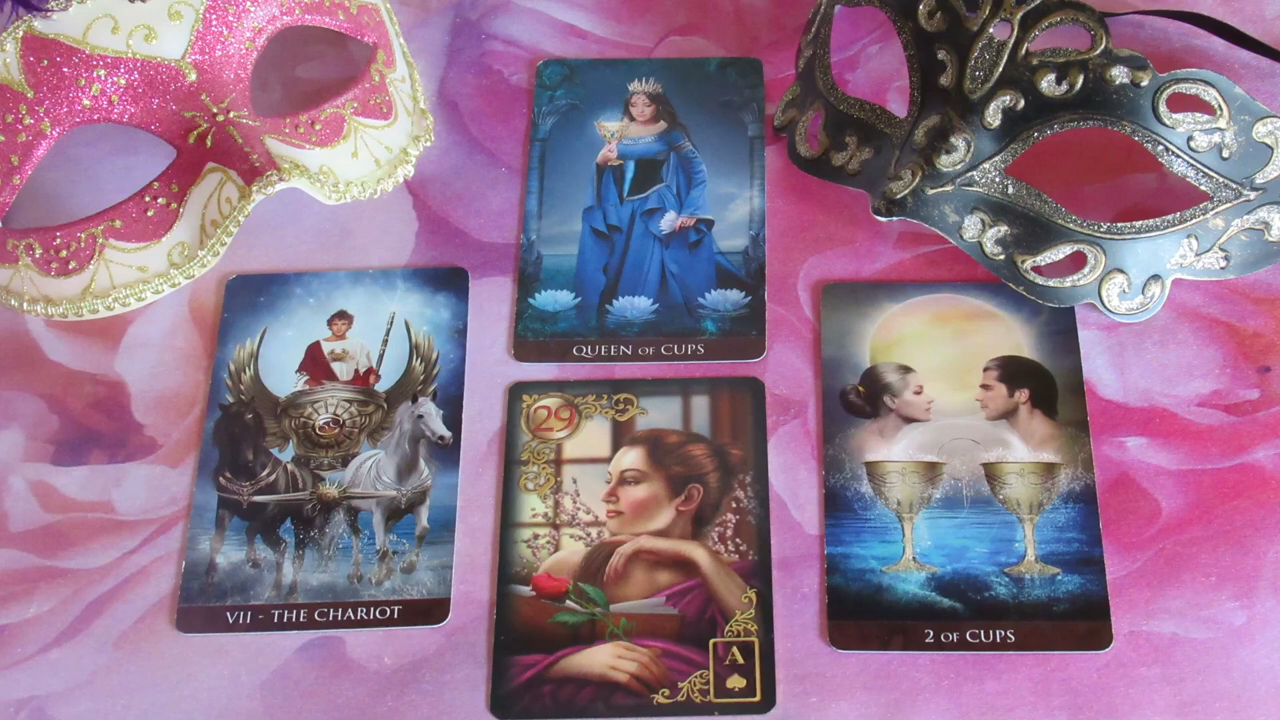 QUEEN OF CUPS
VII - THE CHARIOT
29
A
2 OF CUPS